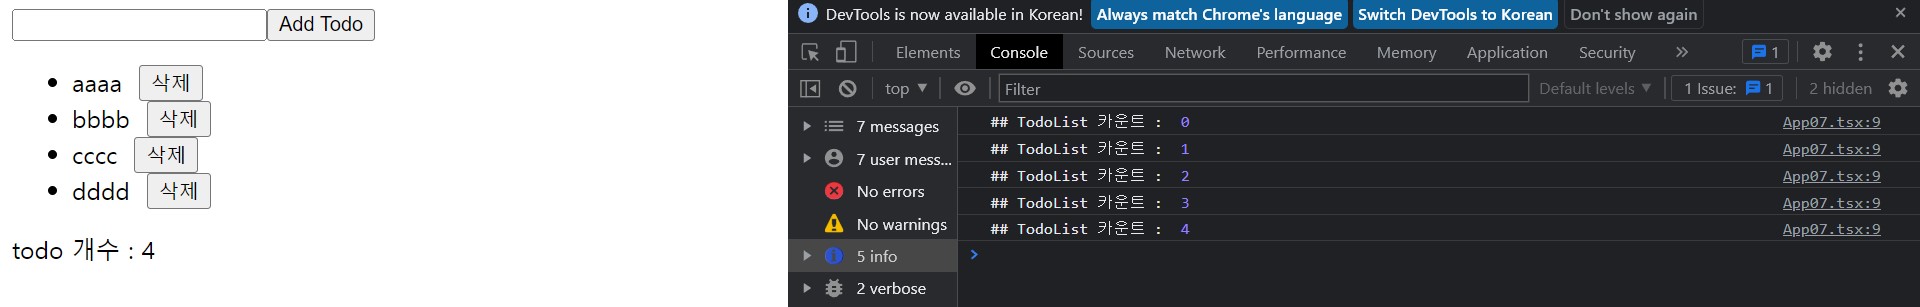 Add Todo
aaaa 삭제
bbbb 삭제
cccc 삭제
dddd 삭제
todo 개수 : 4
DevTools is now available in Korean! Always match Chrome's language Switch DevTools to Korean Don't show again
Elements Console Sources Network Performance Memory Application Security 1
top Filter Default levels 1 Issue: 1 2 hidden
7 messages
7 user mess...
No errors
No warnings
5 info
2 verbose
## TodoList 카운트 : 0 App07.tsx:9
## TodoList 카운트 : 1 App07.tsx:9
## TodoList 카운트 : 2 App07.tsx:9
## TodoList 카운트 : 3 App07.tsx:9
## TodoList 카운트 : 4 App07.tsx:9